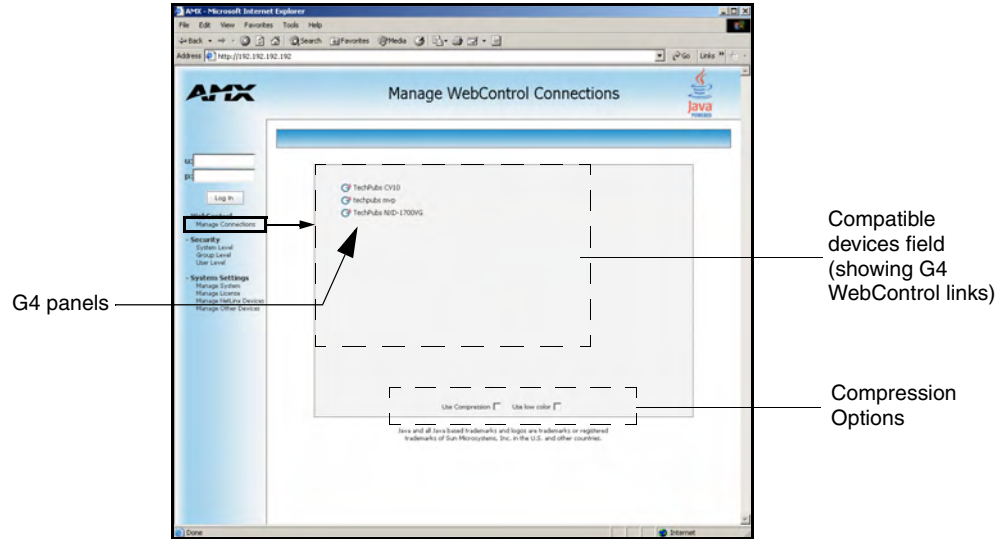 AMX - Microsoft Internet Explorer
File Edit View Favorites Tools Help
Back Search Favorites Media
Address http://192.192.192.192 Go Links
AMX
Manage WebControl Connections
Java
POWERED
u:
p:
Log In
- WebControl
Manage Connections
- Security
System Level
Group Level
User Level
- System Settings
Manage System
Manage License
Manage NetLinx Devices
Manage Other Devices
TechPubs CV10
techpubs mvp
TechPubs NXD-1700VG
G4 panels
Compatible
devices field
(showing G4
WebControl links)
Use Compression Use low color
Compression
Options
Java and all Java based trademarks and logos are trademarks or registered
trademarks of Sun Microsystems, Inc. in the U.S. and other countries.
Done Internet